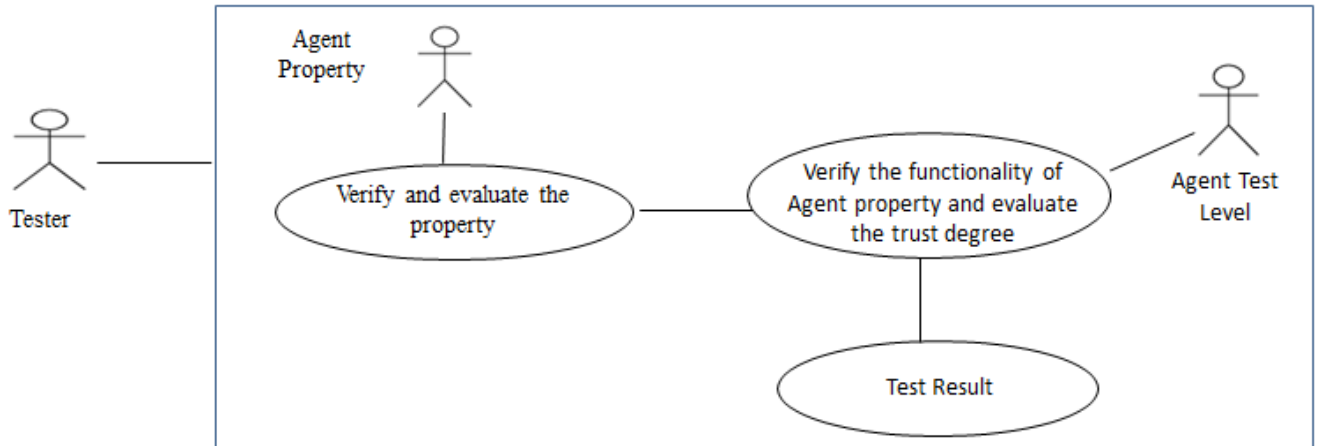 Agent
Property
Tester
Verify and evaluate the
property
Verify the functionality of
Agent property and evaluate
the trust degree
Agent Test
Level
Test Result